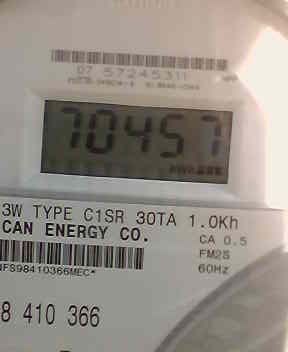 07 57245311
70457
3W TYPE C1SR 30TA 1.0Kh
CAN ENERGY CO.
CA 0.5
FM2S
NFS98410366MEC*
60Hz
8 410 366